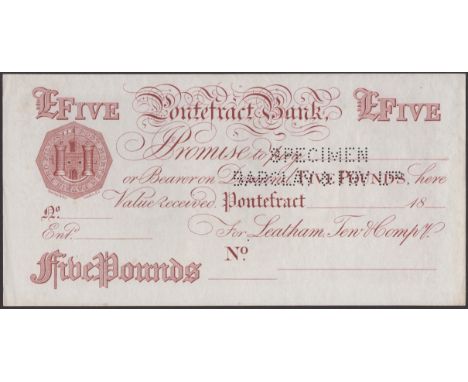 £FIVE Pontefract Bank, £FIVE
Promise to SPECIMEN
or Bearer on FIVE POUNDS, here
Value received Pontefract 18
No.
Entd.
For Leatham, Tew & Compy.
No
Five Pounds